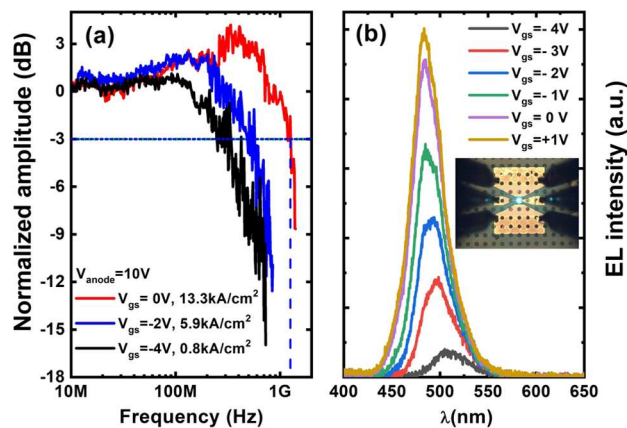 (a)
Normalized amplitude (dB)
3
0
-3
-6
-9
-12
-15
-18
V_anode=10V
V_gs= 0V, 13.3kA/cm²
V_gs=-2V, 5.9kA/cm²
V_gs=-4V, 0.8kA/cm²
10M 100M 1G
Frequency (Hz)
(b)
V_gs=- 4V
V_gs=- 3V
V_gs=- 2V
V_gs=- 1V
V_gs= 0 V
V_gs=+1V
EL intensity (a.u.)
400 450 500 550 600 650
λ(nm)